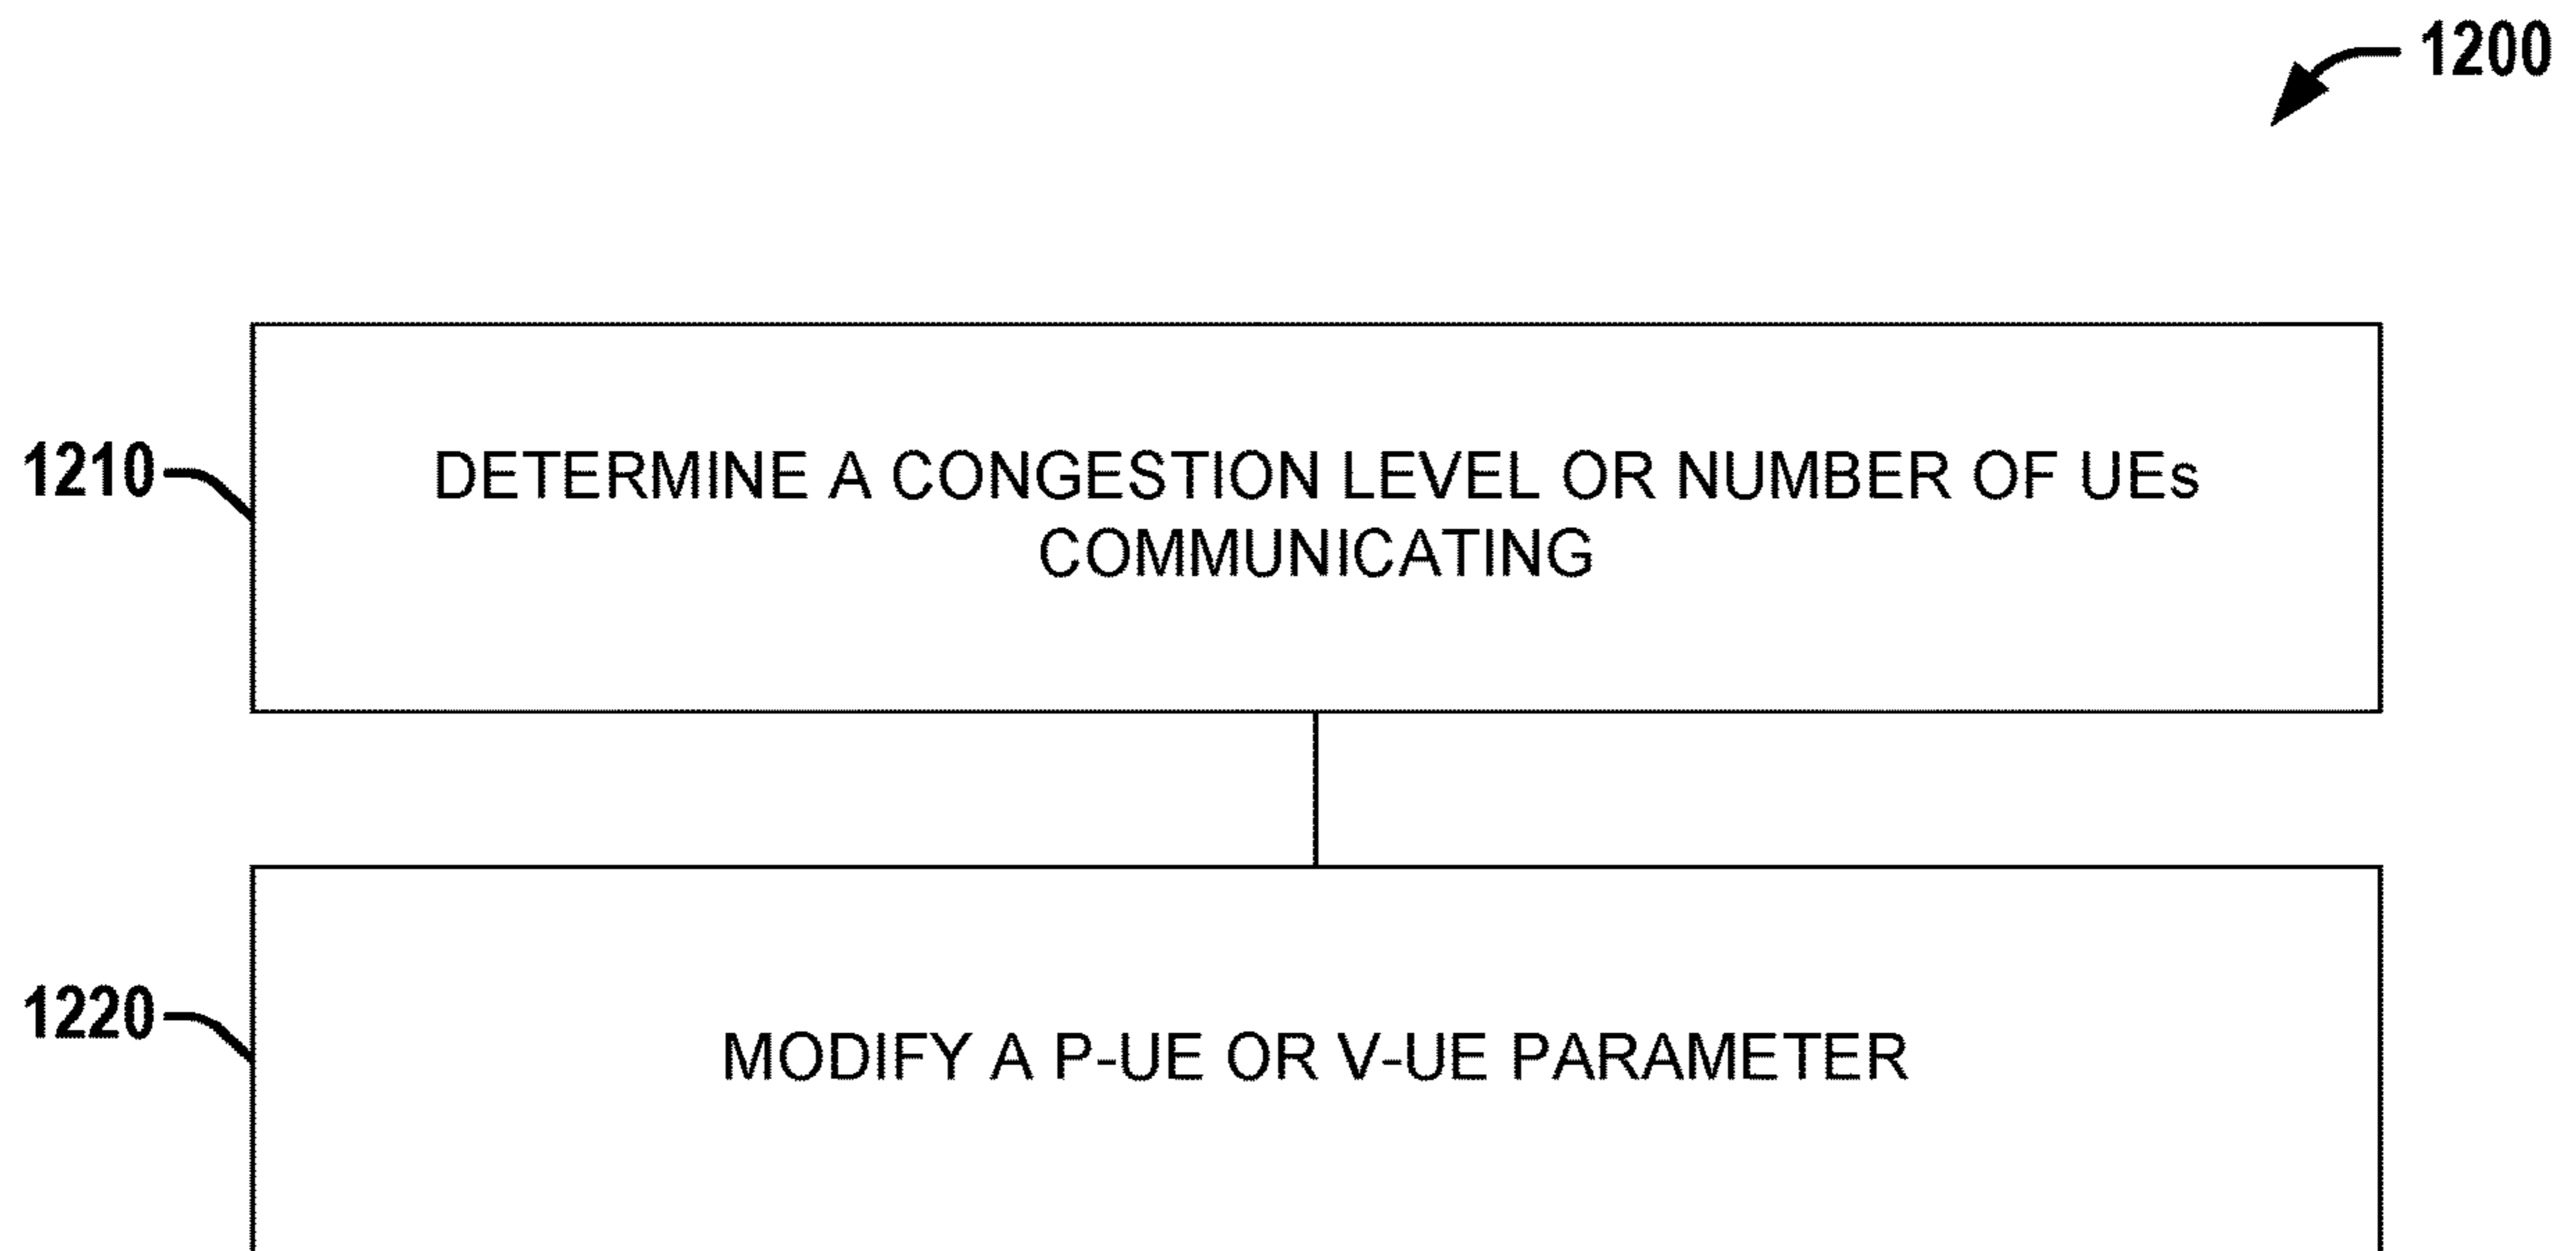 1200
1210
DETERMINE A CONGESTION LEVEL OR NUMBER OF UEs
COMMUNICATING
1220
MODIFY A P-UE OR V-UE PARAMETER